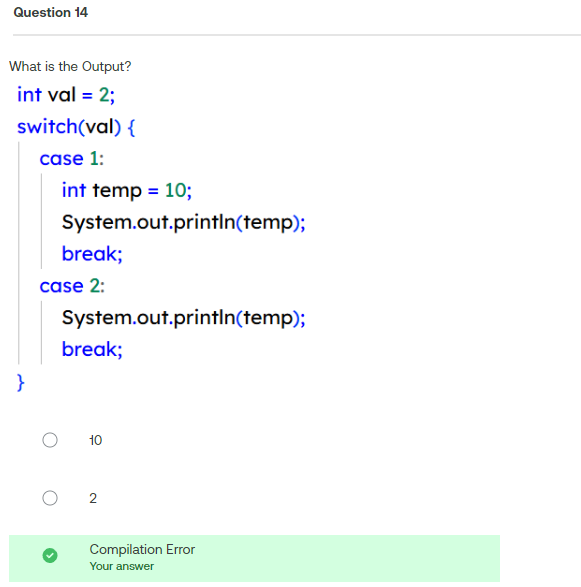 Question 14
What is the Output?
int val = 2;
switch(val) {
case 1:
int temp = 10;
System.out.println(temp);
break;
case 2:
System.out.println(temp);
break;
}
10
2
Compilation Error
Your answer